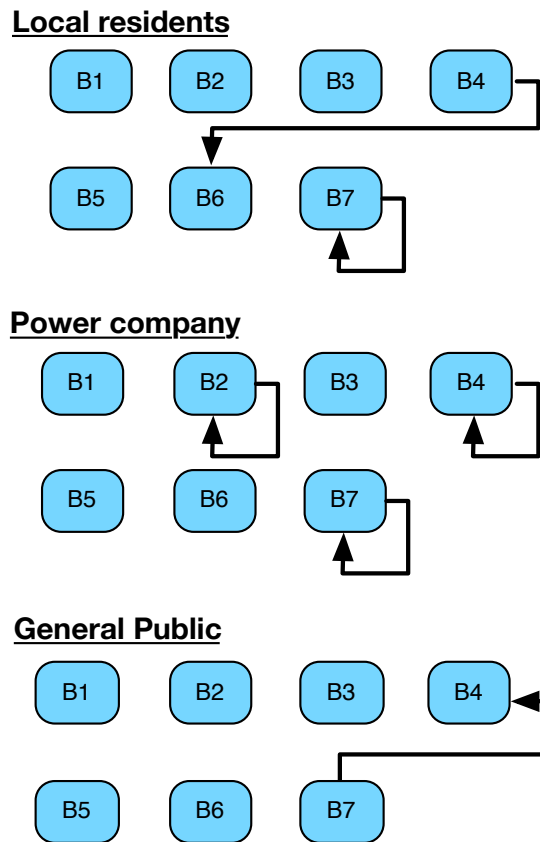 Local residents
B1 B2 B3 B4
B5 B6 B7
Power company
B1 B2 B3 B4
B5 B6 B7
General Public
B1 B2 B3 B4
B5 B6 B7